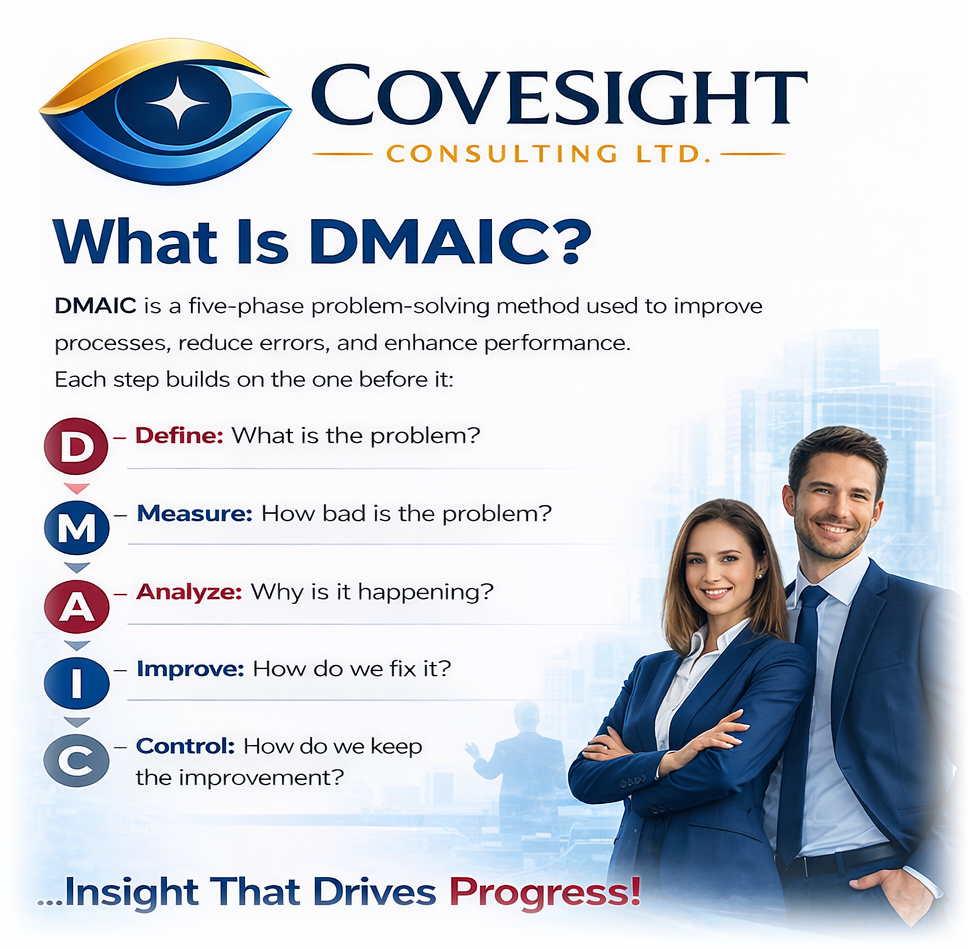 COVESIGHT
CONSULTING LTD.
What Is DMAIC?
DMAIC is a five-phase problem-solving method used to improve
processes, reduce errors, and enhance performance.
Each step builds on the one before it:
D – Define: What is the problem?
M – Measure: How bad is the problem?
A – Analyze: Why is it happening?
I – Improve: How do we fix it?
C – Control: How do we keep
the improvement?
...Insight That Drives Progress!